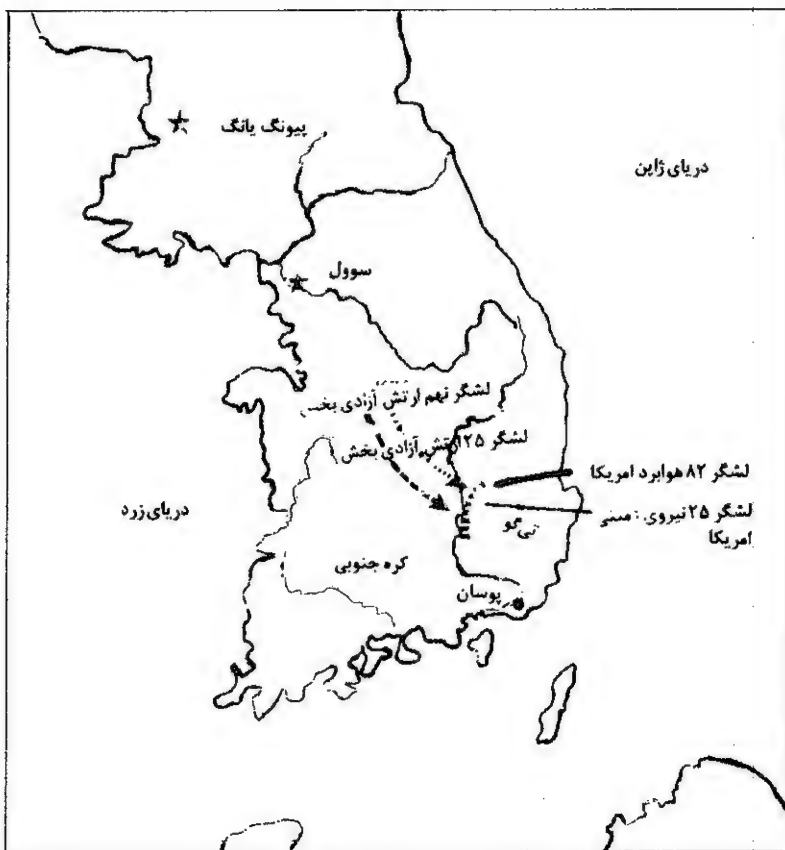 پیونگ یانگ
دریای ژاپن
سوول
لشگر نهم ارتش آزادی بخش
لشگر ۲۵ ارتش آزادی بخش
لشگر ۸۲ هوابرد امریکا
لشگر ۲۵ نیروی
امریکا
تی گو
دریای زرد
کره جنوبی
پوسان